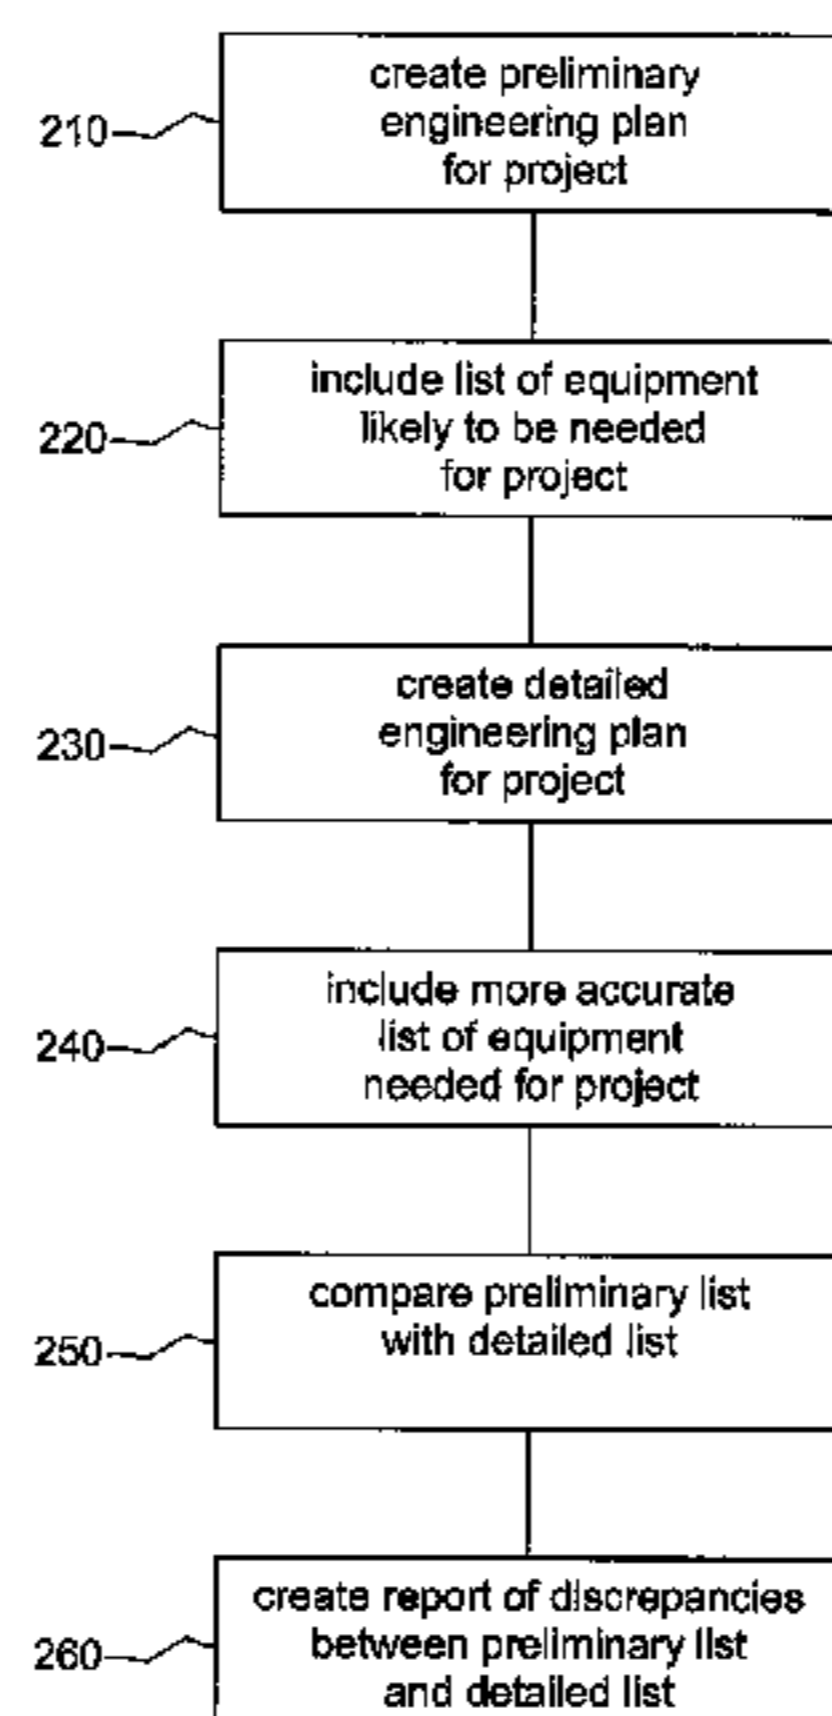 create preliminary
engineering plan
for project
210
include list of equipment
likely to be needed
for project
220
create detailed
engineering plan
for project
230
include more accurate
list of equipment
needed for project
240
compare preliminary list
with detailed list
250
create report of discrepancies
between preliminary list
and detailed list
260